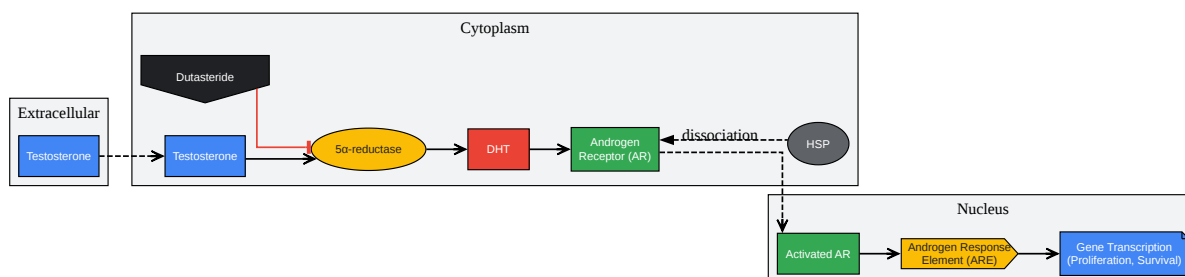 Cytoplasm
Dutasteride
Extracellular
Testosterone
Testosterone
5α-reductase
DHT
Androgen
Receptor (AR)
dissociation
HSP
Nucleus
Activated AR
Androgen Response
Element (ARE)
Gene Transcription
(Proliferation, Survival)